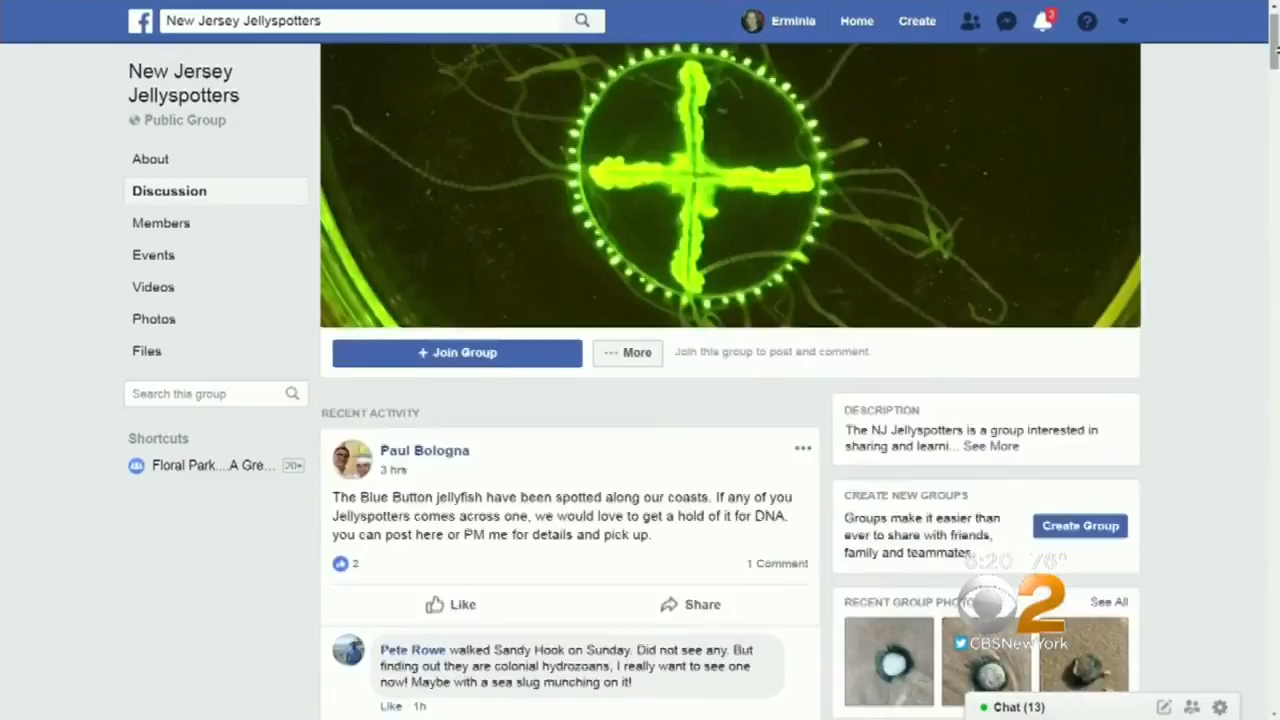 New Jersey Jellyspotters
Erminia
Home
Create
3
New Jersey
Jellyspotters
Public Group
About
Discussion
Members
Events
Videos
Photos
Files
Search this group
Shortcuts
Floral Park....A Gre...
20+
+ Join Group
··· More
Join this group to post and comment.
RECENT ACTIVITY
Paul Bologna
3 hrs
The Blue Button jellyfish have been spotted along our coasts. If any of you
Jellyspotters comes across one, we would love to get a hold of it for DNA.
you can post here or PM me for details and pick up.
2
1 Comment
Like
Share
Pete Rowe walked Sandy Hook on Sunday. Did not see any. But
finding out they are colonial hydrozoans, I really want to see one
now! Maybe with a sea slug munching on it!
Like · 1h
DESCRIPTION
The NJ Jellyspotters is a group interested in
sharing and learni... See More
CREATE NEW GROUPS
Groups make it easier than
ever to share with friends,
family and teammates.
Create Group
6:20 76°
RECENT GROUP PHOTOS
See All
2
CBSNewYork
Chat (13)